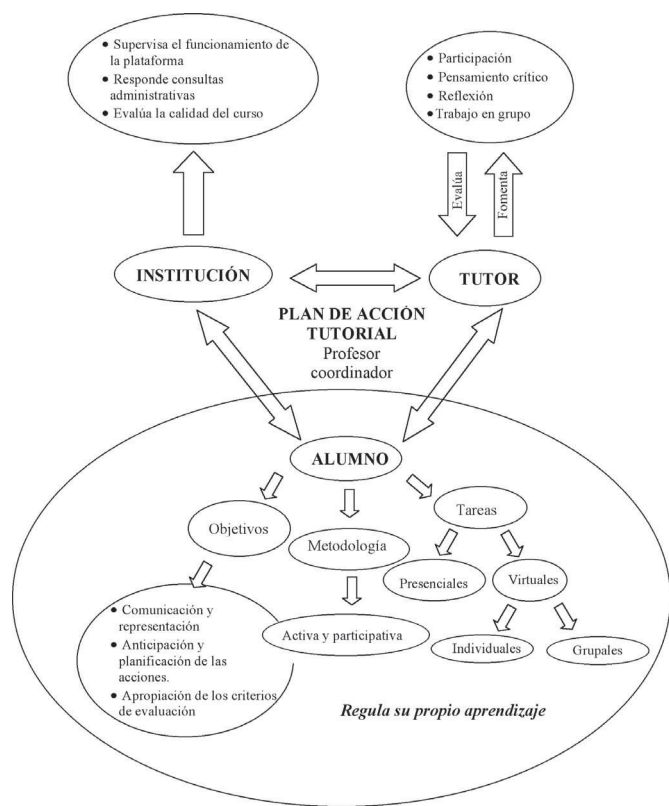 ● Supervisa el funcionamiento de
la plataforma
● Responde consultas
administrativas
● Evalúa la calidad del curso
● Participación
● Pensamiento crítico
● Reflexión
● Trabajo en grupo
Evalúa
Fomenta
INSTITUCIÓN
TUTOR
PLAN DE ACCIÓN
TUTORIAL
Profesor
coordinador
ALUMNO
Objetivos
Metodología
Tareas
Presenciales
Virtuales
● Comunicación y
representación
● Anticipación y
planificación de las
acciones.
● Apropiación de los criterios
de evaluación
Activa y participativa
Individuales
Grupales
Regula su propio aprendizaje